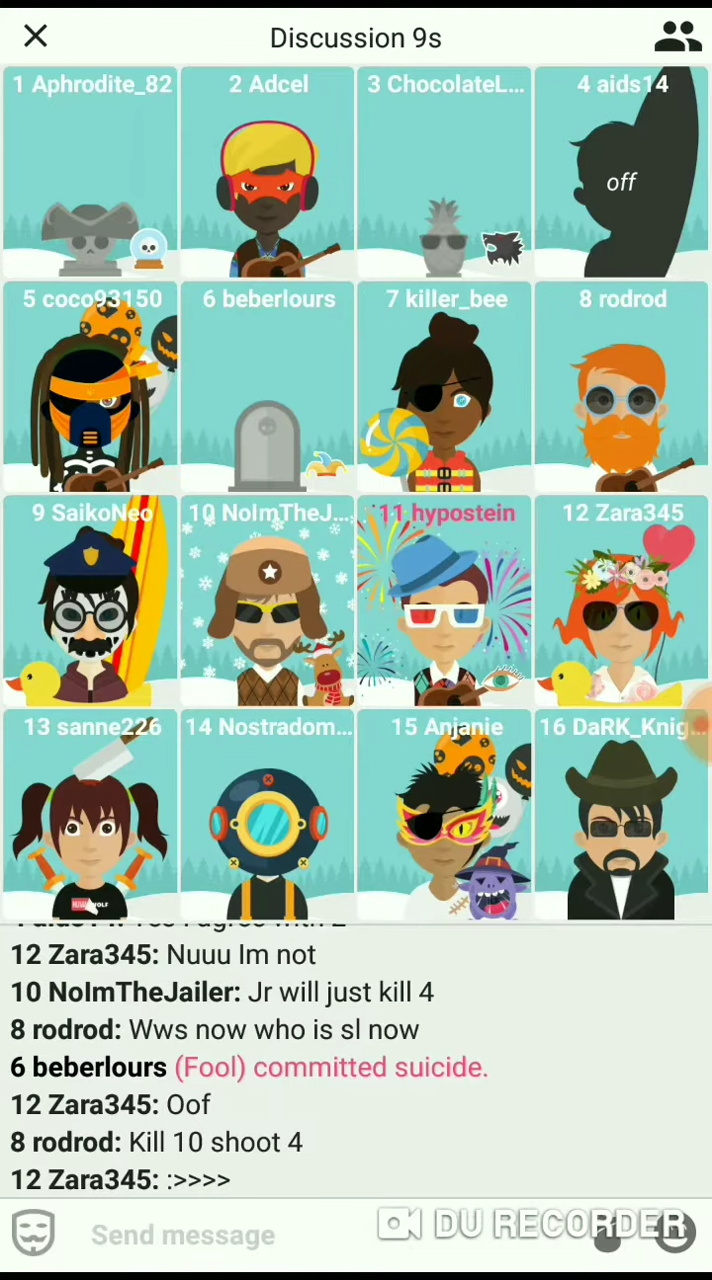 Discussion 9s
1 Aphrodite_82
2 Adcel
3 ChocolateL...
4 aids14
off
5 coco93150
6 beberlours
7 killer_bee
8 rodrod
9 SaikoNeo
10 NoImTheJ...
11 hypostein
12 Zara345
13 sanne226
14 Nostradom...
15 Anjanie
16 DaRK_Knig...
12 Zara345: Nuuu Im not
10 NoImTheJailer: Jr will just kill 4
8 rodrod: Wws now who is sl now
6 beberlours (Fool) committed suicide.
12 Zara345: Oof
8 rodrod: Kill 10 shoot 4
12 Zara345: :>>>>
Send message
DU RECORDER